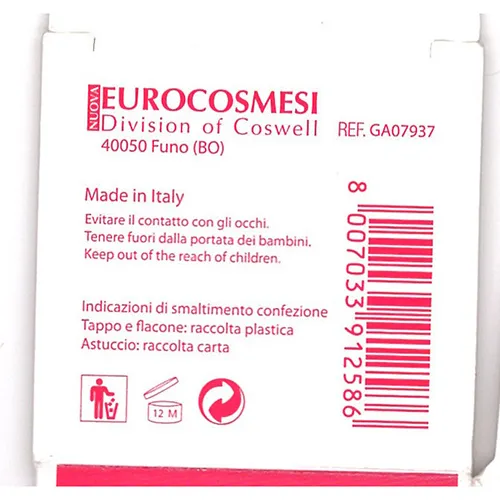 NUOVA
EUROCOSMESI
Division of Coswell
REF. GA07937
40050 Funo (BO)
Made in Italy
Evitare il contatto con gli occhi.
Tenere fuori dalla portata dei bambini.
Keep out of the reach of children.
8 007033 912586
Indicazioni di smaltimento confezione
Tappo e flacone: raccolta plastica
Astuccio: raccolta carta
12 M